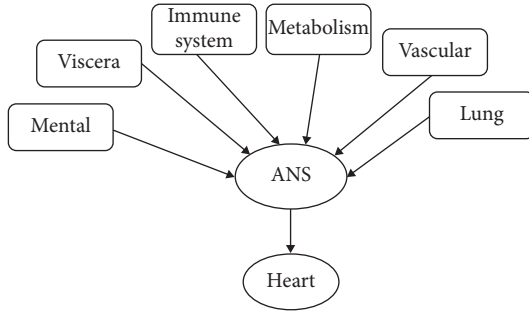 Immune
system
Metabolism
Vascular
Viscera
Lung
Mental
ANS
Heart